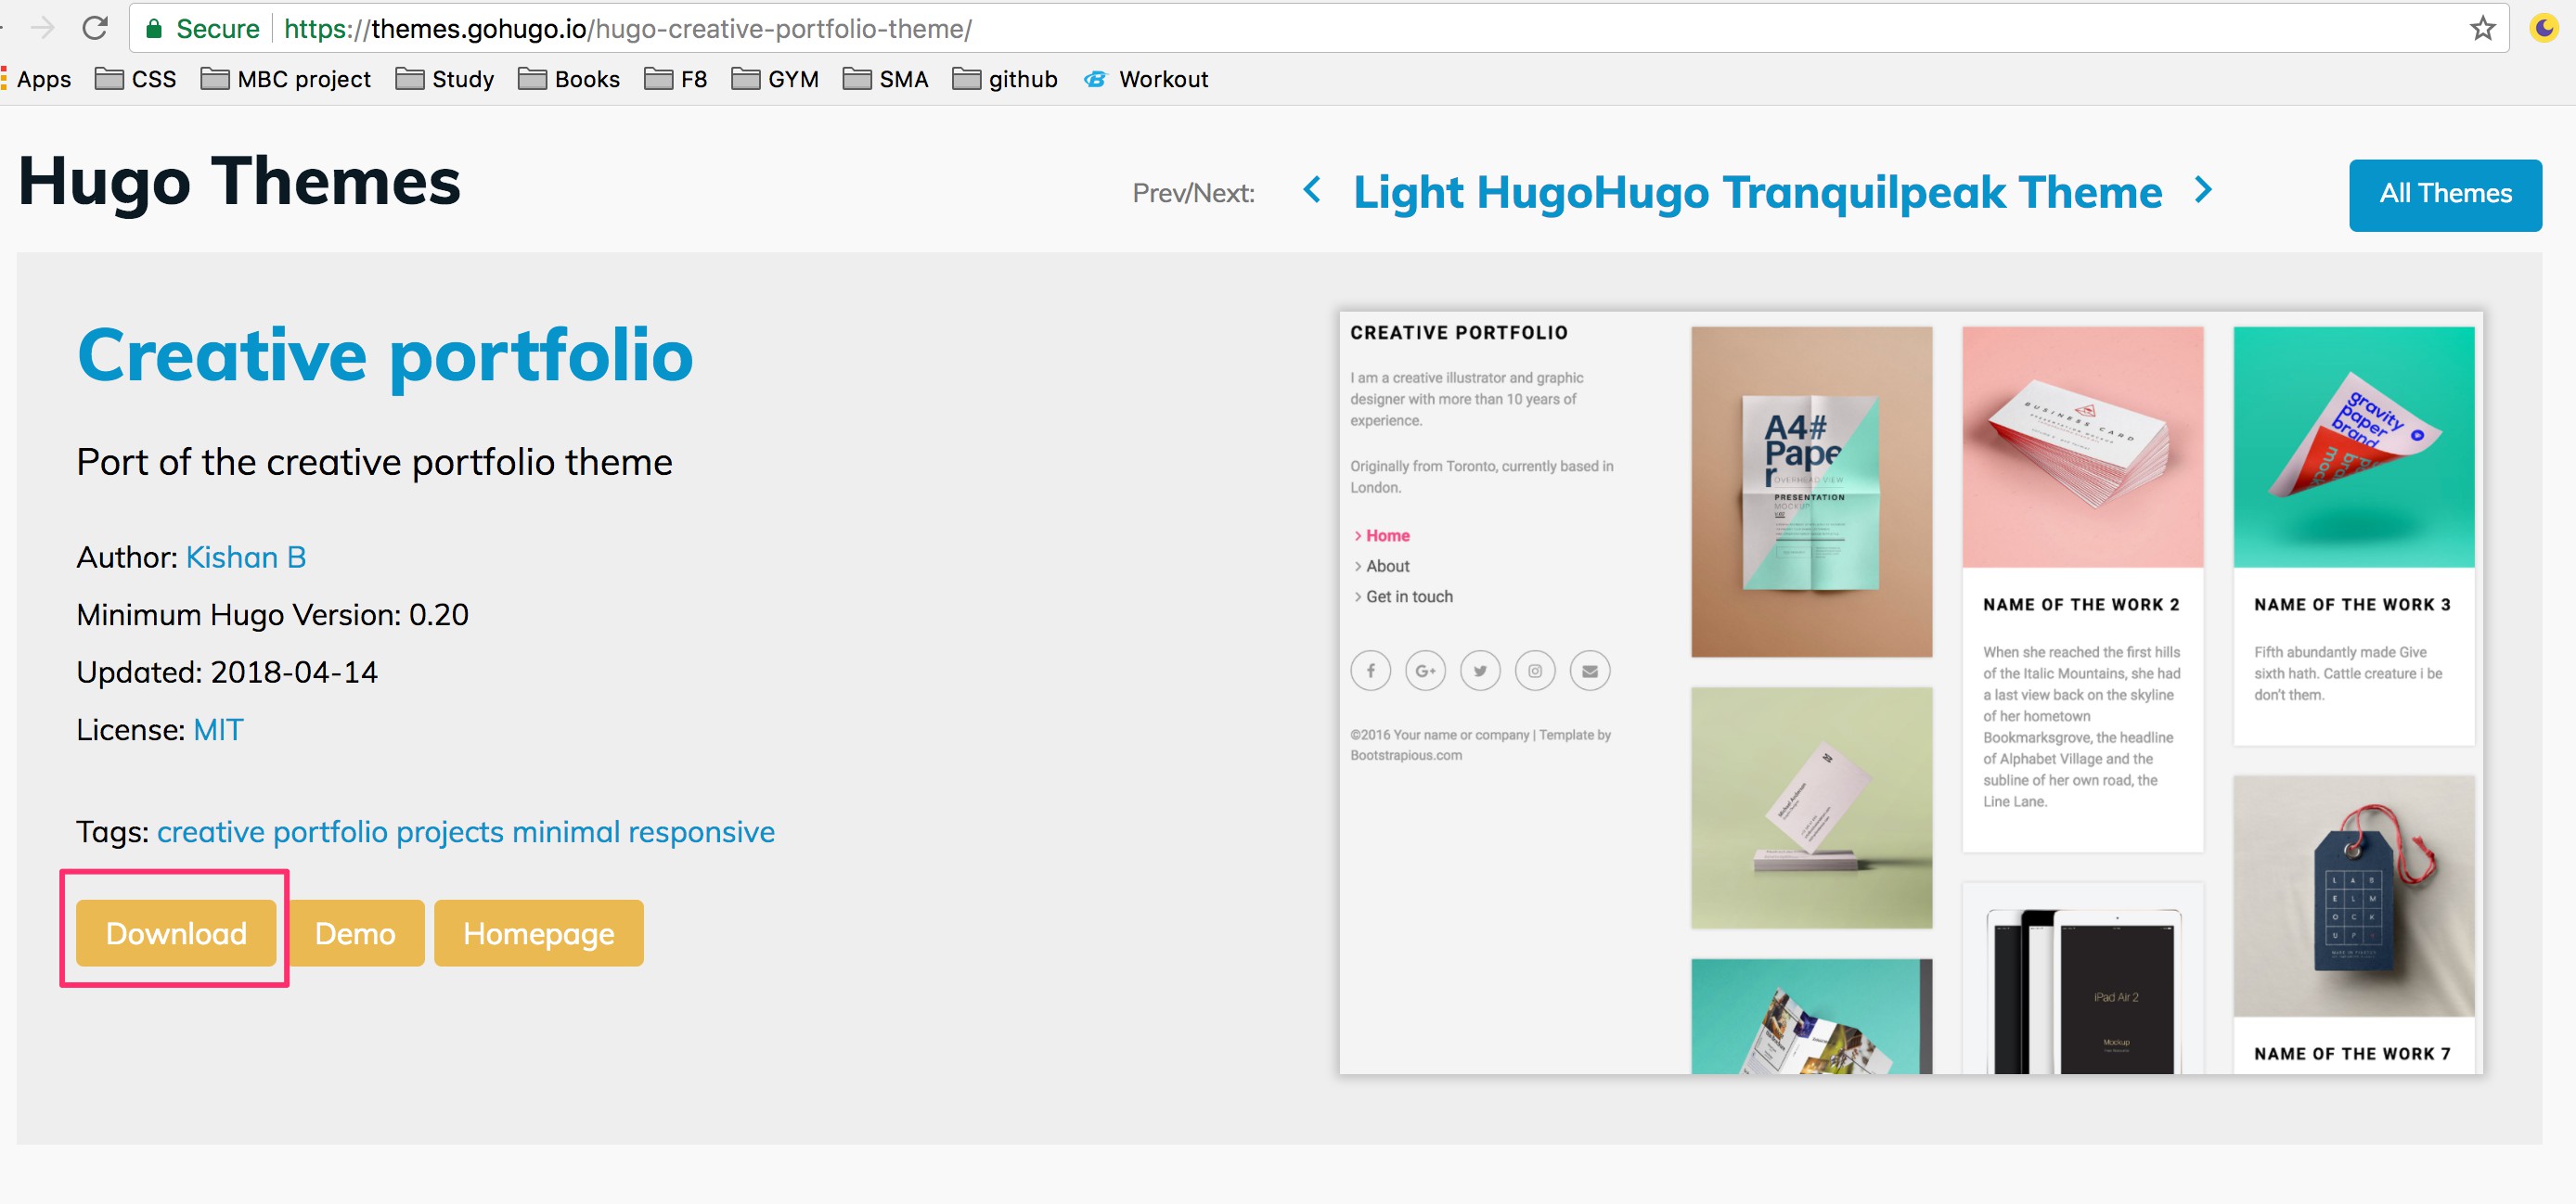 Secure https://themes.gohugo.io/hugo-creative-portfolio-theme/
Apps CSS MBC project Study Books F8 GYM SMA github Workout
Hugo Themes
Prev/Next: Light HugoHugo Tranquilpeak Theme
All Themes
Creative portfolio
Port of the creative portfolio theme
Author: Kishan B
Minimum Hugo Version: 0.20
Updated: 2018-04-14
License: MIT
Tags: creative portfolio projects minimal responsive
Download Demo Homepage
CREATIVE PORTFOLIO
I am a creative illustrator and graphic
designer with more than 10 years of
experience.
Originally from Toronto, currently based in
London.
Home
About
Get in touch
©2016 Your name or company | Template by
Bootstrapious.com
A4#
Pape
r
OVERHEAD VIEW
PRESENTATION
MOCKUP
BUSINESS CARD
NAME OF THE WORK 2
When she reached the first hills
of the Italic Mountains, she had
a last view back on the skyline
of her hometown
Bookmarksgrove, the headline
of Alphabet Village and the
subline of her own road, the
Line Lane.
iPad Air 2
Mockup
gravity
paper
brand
NAME OF THE WORK 3
Fifth abundantly made Give
sixth hath. Cattle creature i be
don't them.
L A B
E L M
O C K
U P
NAME OF THE WORK 7